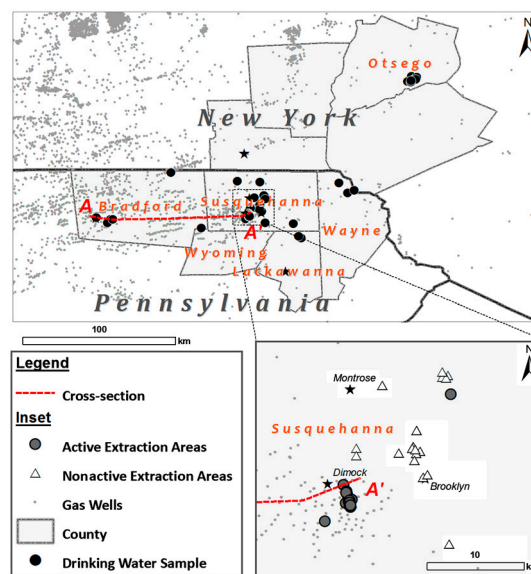 N
Otsego
New York
A Bradford Susquehanna
A'
Wayne
Wyoming
Lackawanna
Pennsylvania
100
km
Legend
Cross-section
Inset
Active Extraction Areas
Nonactive Extraction Areas
Gas Wells
County
Drinking Water Sample
N
Montrose
Susquehanna
Dimock
A'
Brooklyn
10
k